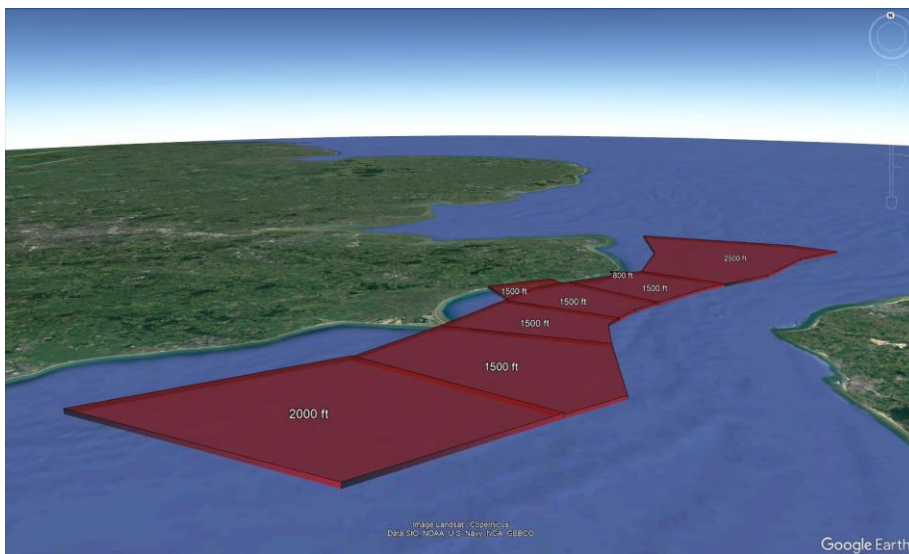 N
2500 ft
800 ft
1500 ft
1500 ft
1500 ft
1500 ft
1500 ft
2000 ft
Image Landsat / Copernicus
Data SIO, NOAA, U.S. Navy, NGA, GEBCO
Google Earth